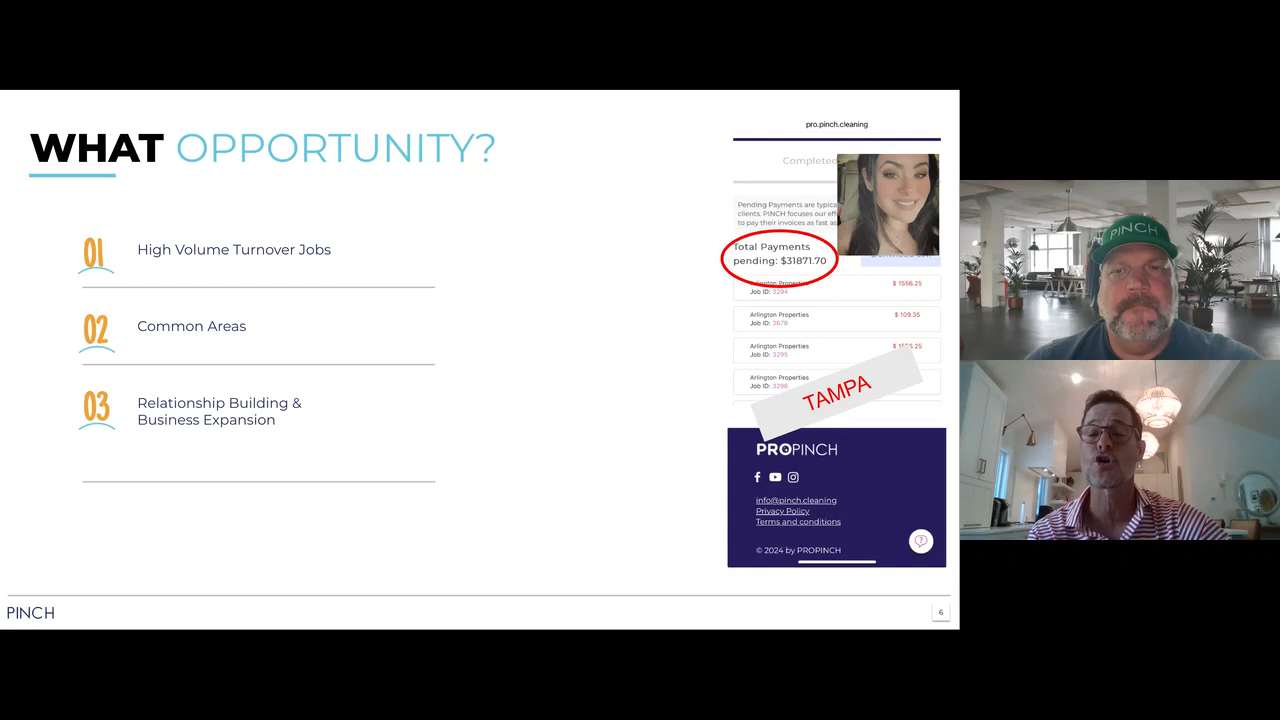 WHAT OPPORTUNITY?
01
High Volume Turnover Jobs
02
Common Areas
03
Relationship Building &
Business Expansion
pro.pinch.cleaning
Completed
Pending Payments are typica
clients. PINCH focuses our eff
to pay their invoices as fast as
Total Payments
pending: $31871.70
Arlington Properties
$ 1556.25
Job ID: 3294
Arlington Properties
$ 109.35
Job ID: 3679
Arlington Properties
Job ID: 3295
Arlington Properties
Job ID: 3296
TAMPA
PROPINCH
info@pinch.cleaning
Privacy Policy
Terms and conditions
© 2024 by PROPINCH
PINCH
6
PINCH